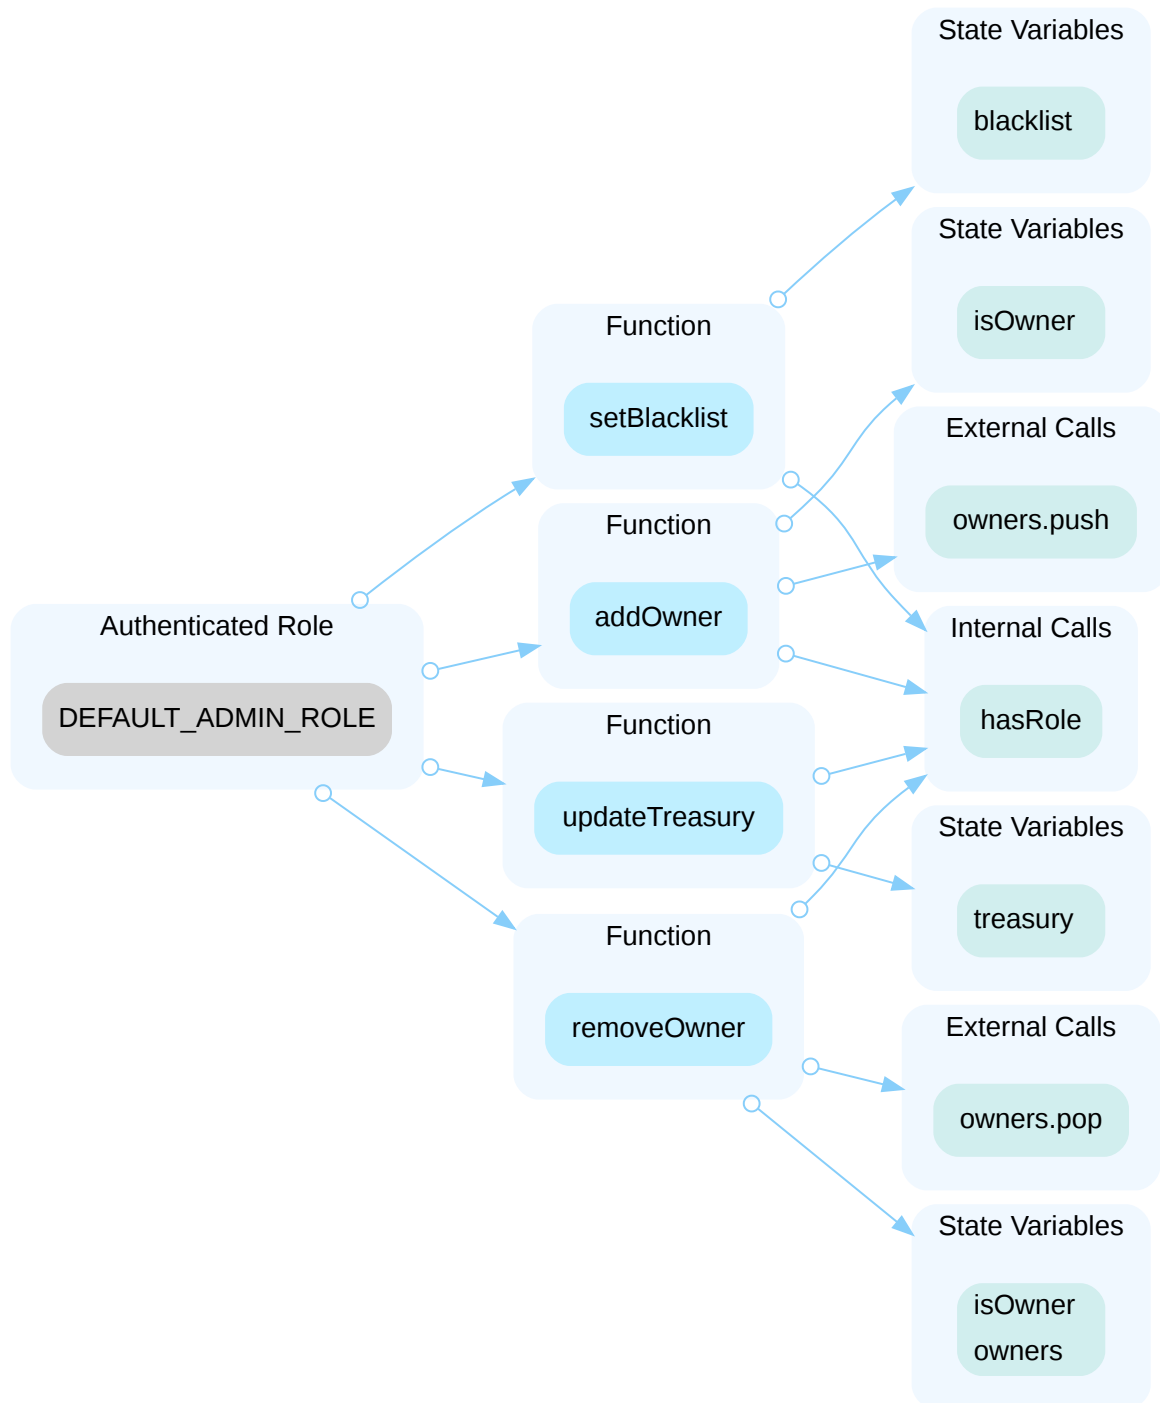 Authenticated Role
DEFAULT_ADMIN_ROLE
Function
setBlacklist
Function
addOwner
Function
updateTreasury
Function
removeOwner
State Variables
blacklist
State Variables
isOwner
External Calls
owners.push
Internal Calls
hasRole
State Variables
treasury
External Calls
owners.pop
State Variables
isOwner
owners